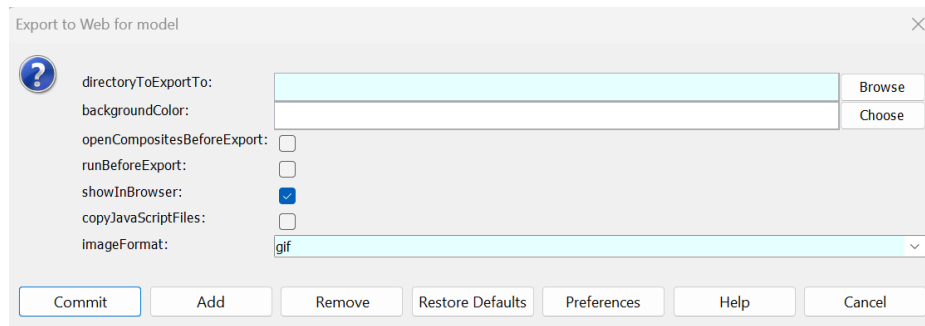 Export to Web for model
directoryToExportTo: Browse
backgroundColor: Choose
openCompositesBeforeExport:
runBeforeExport:
showInBrowser:
copyJavaScriptFiles:
imageFormat: gif
Commit Add Remove Restore Defaults Preferences Help Cancel